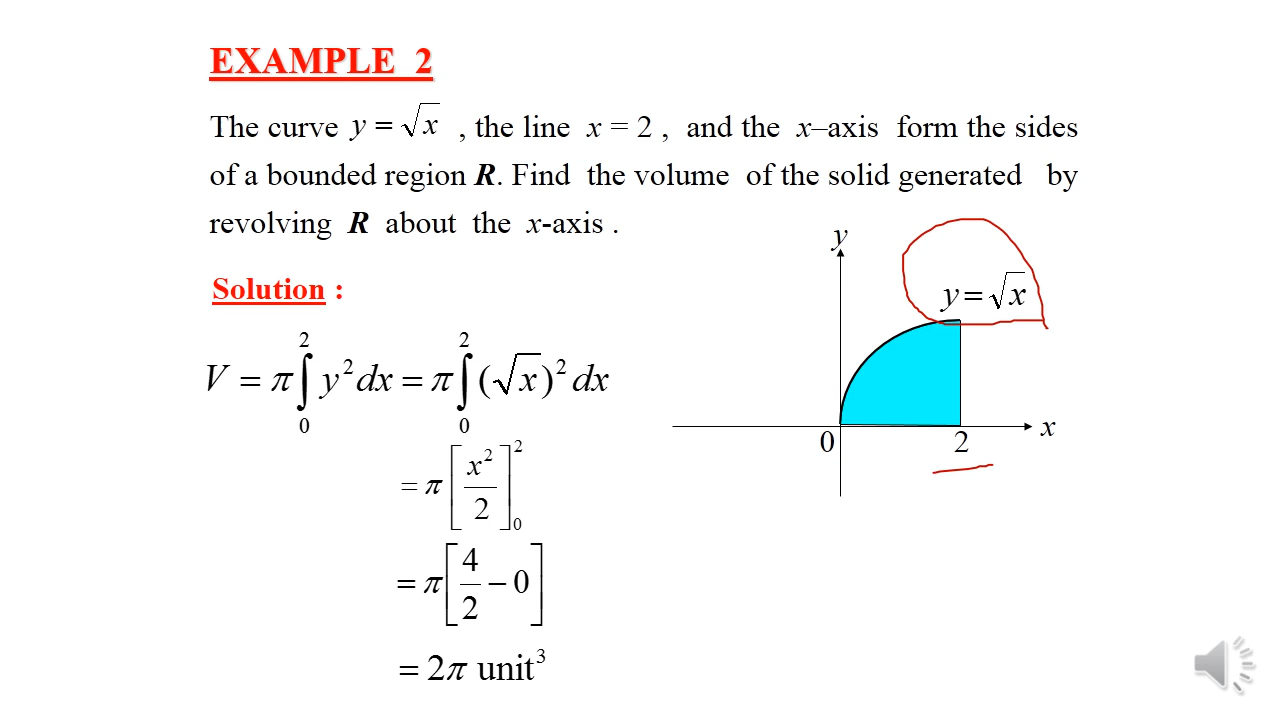 EXAMPLE 2
The curve y = √x , the line x = 2 , and the x–axis form the sides
of a bounded region R. Find the volume of the solid generated by
revolving R about the x-axis .
Solution :
V = π∫₀² y² dx = π∫₀² (√x)² dx
= π[x²/2]₀²
= π[4/2 − 0]
= 2π unit³
y
y = √x
0
2
x